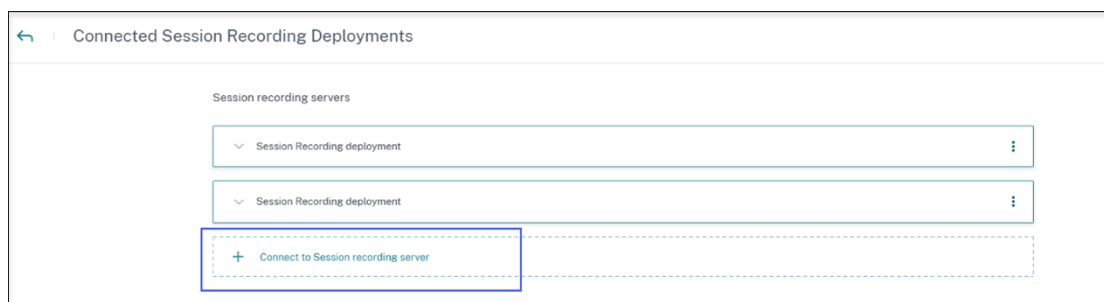 Connected Session Recording Deployments
Session recording servers
Session Recording deployment
Session Recording deployment
+ Connect to Session recording server